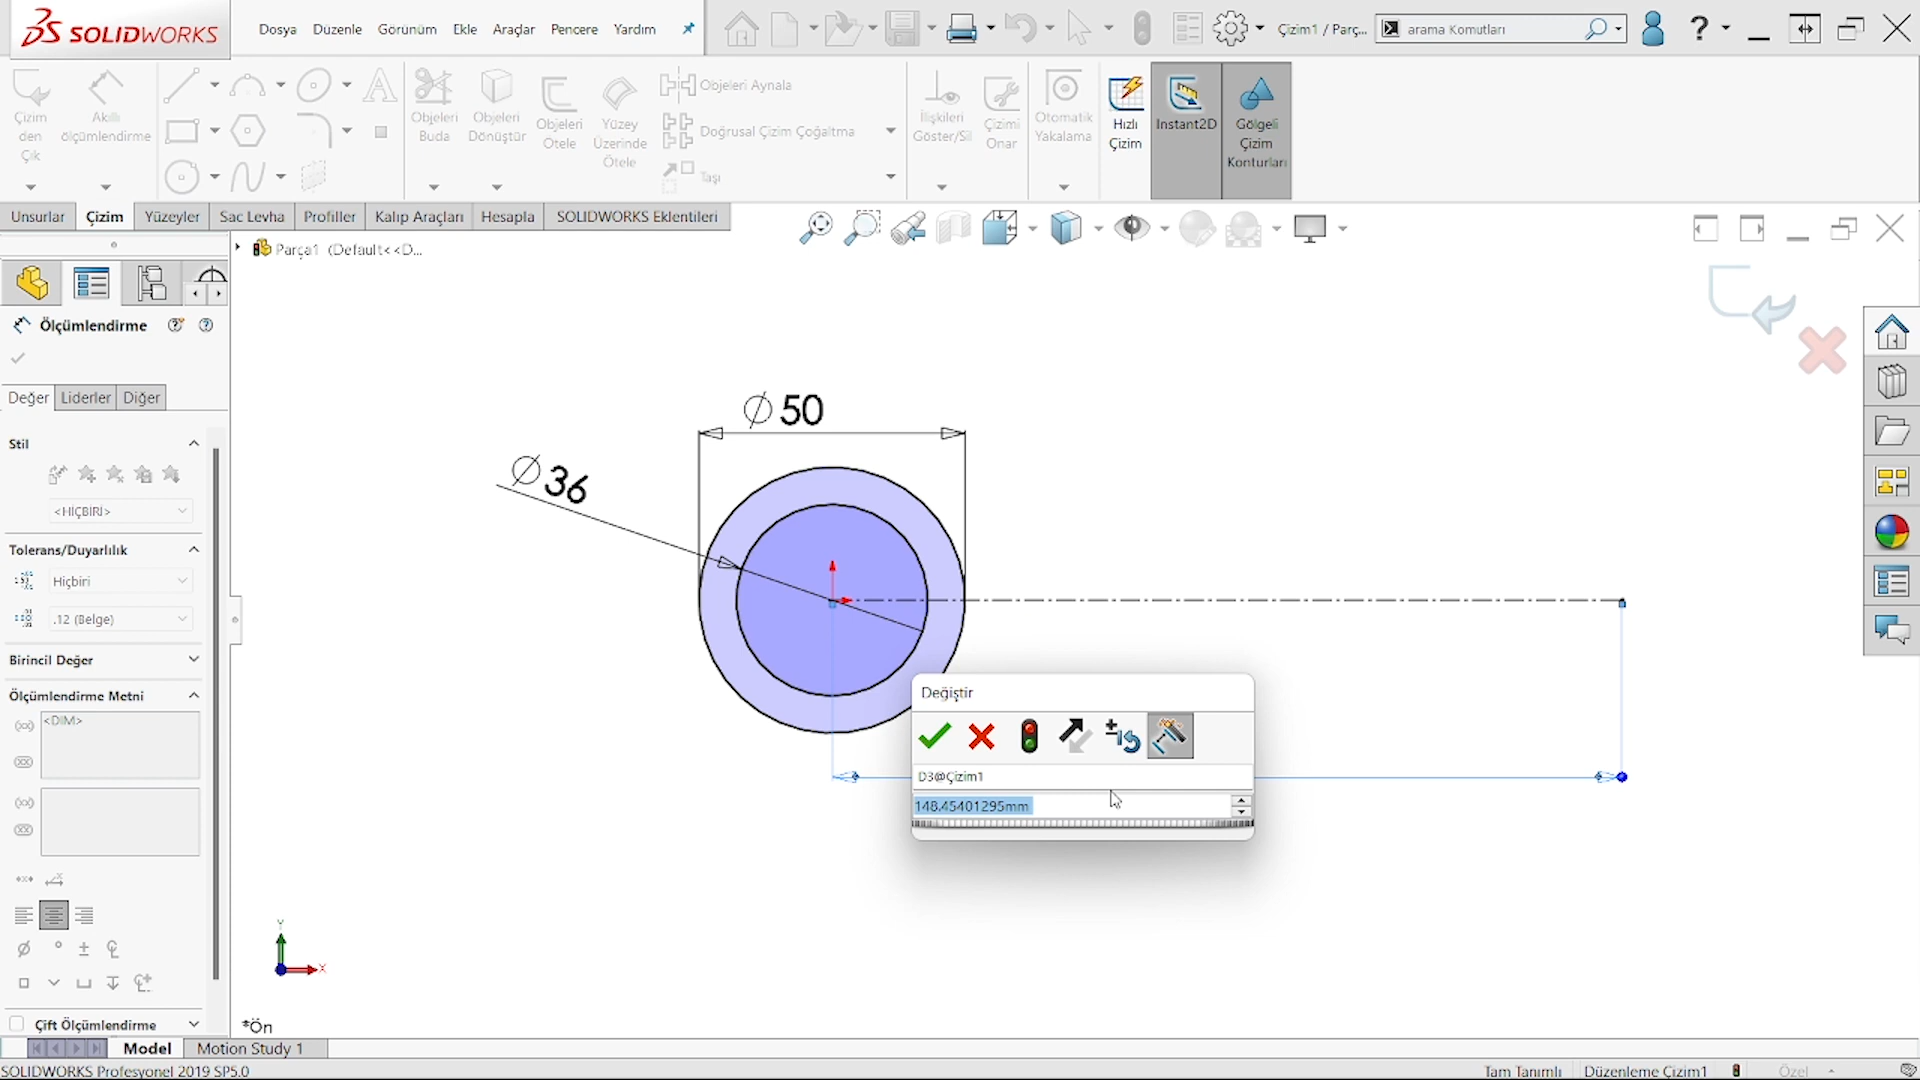 SOLIDWORKS
Dosya Düzenle Görünüm Ekle Araçlar Pencere Yardım
Çizim1 / Parç...
arama Komutları
?
Çizim den Çık
Akıllı ölçümlendirme
Objeleri Buda
Objeleri Dönüştür
Objeleri Ötele
Yüzey Üzerinde Ötele
Objeleri Aynala
Doğrusal Çizim Çoğaltma
Taşı
İlişkileri Göster/Sil
Çizimi Onar
Otomatik Yakalama
Hızlı Çizim
Instant2D
Gölgeli Çizim Konturları
Unsurlar Çizim Yüzeyler Sac Levha Profiller Kalıp Araçları Hesapla SOLIDWORKS Eklentileri
Parça1 (Default<<D...
Ölçümlendirme
Değer Liderler Diğer
Stil
<HİÇBİRİ>
Tolerans/Duyarlılık
Hiçbiri
.12 (Belge)
Birincil Değer
Ölçümlendirme Metni
<DIM>
Çift Ölçümlendirme
Ø50
Ø36
Değiştir
D3@Çizim1
148.45401295mm
Y
X
*Ön
Model Motion Study 1
SOLIDWORKS Profesyonel 2019 SP5.0
Tam Tanımlı Düzenleme Çizim1 Özel